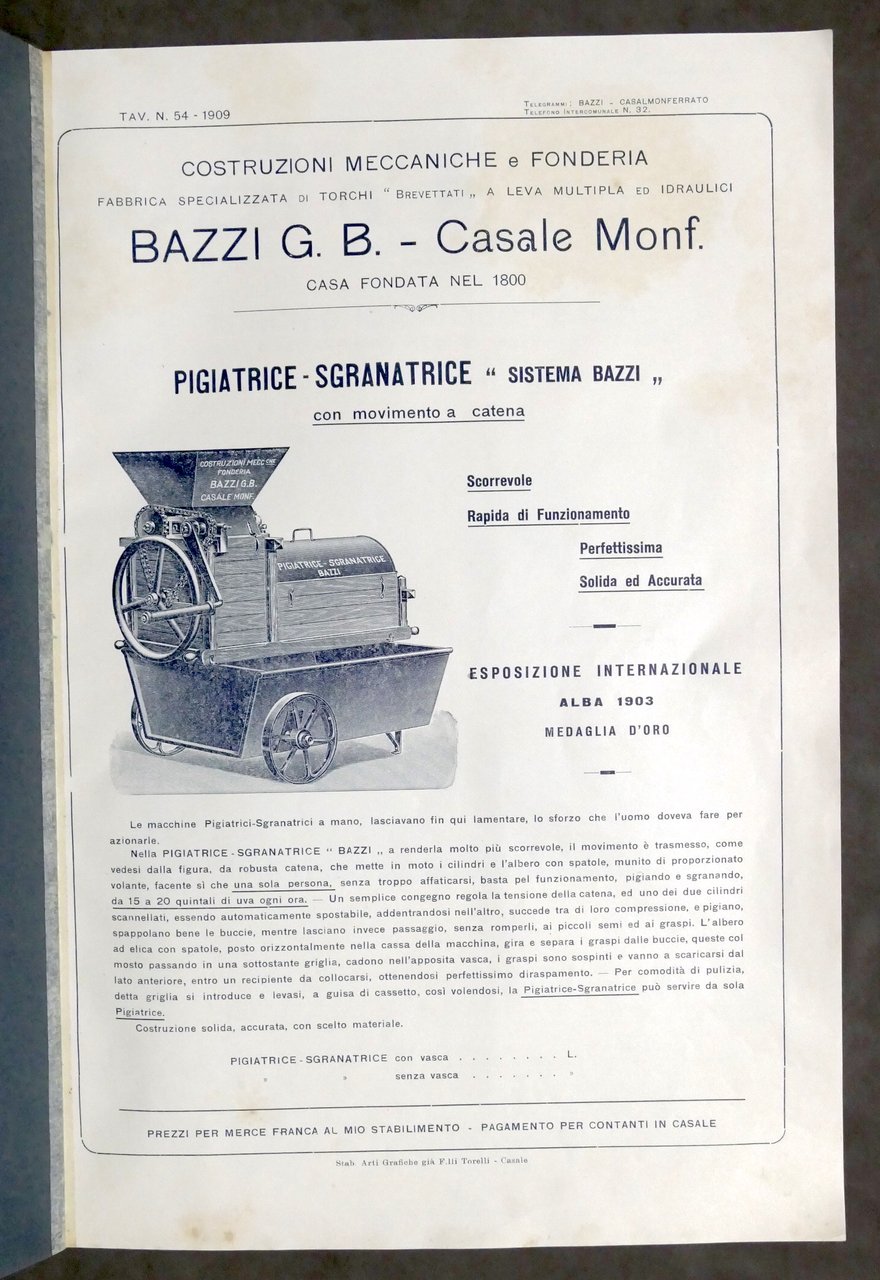 TAV. N. 54 - 1909
TELEGRAMMI: BAZZI - CASALMONFERRATO
TELEFONO INTERCOMUNALE N. 32.
COSTRUZIONI MECCANICHE e FONDERIA
FABBRICA SPECIALIZZATA DI TORCHI “ BREVETTATI „ A LEVA MULTIPLA ED IDRAULICI
BAZZI G. B. - Casale Monf.
CASA FONDATA NEL 1800
PIGIATRICE - SGRANATRICE “ SISTEMA BAZZI „
con movimento a catena
COSTRUZIONI MECC.CHE
FONDERIA
BAZZI G.B.
CASALE MONF.
PIGIATRICE - SGRANATRICE
BAZZI
Scorrevole
Rapida di Funzionamento
Perfettissima
Solida ed Accurata
ESPOSIZIONE INTERNAZIONALE
ALBA 1903
MEDAGLIA D'ORO
Le macchine Pigiatrici-Sgranatrici a mano, lasciavano fin qui lamentare, lo sforzo che l'uomo doveva fare per
azionarle.
Nella PIGIATRICE - SGRANATRICE “ BAZZI „ a renderla molto più scorrevole, il movimento è trasmesso, come
vedesi dalla figura, da robusta catena, che mette in moto i cilindri e l'albero con spatole, munito di proporzionato
volante, facente sì che una sola persona, senza troppo affaticarsi, basta pel funzionamento, pigiando e sgranando,
da 15 a 20 quintali di uva ogni ora. — Un semplice congegno regola la tensione della catena, ed uno dei due cilindri
scannellati, essendo automaticamente spostabile, addentrandosi nell'altro, succede tra di loro compressione, e pigiano,
spappolano bene le buccie, mentre lasciano invece passaggio, senza romperli, ai piccoli semi ed ai graspi. L'albero
ad elica con spatole, posto orizzontalmente nella cassa della macchina, gira e separa i graspi dalle buccie, queste col
mosto passando in una sottostante griglia, cadono nell'apposita vasca, i graspi sono sospinti e vanno a scaricarsi dal
lato anteriore, entro un recipiente da collocarsi, ottenendosi perfettissimo diraspamento. — Per comodità di pulizia,
detta griglia si introduce e levasi, a guisa di cassetto, così volendosi, la Pigiatrice-Sgranatrice può servire da sola
Pigiatrice.
Costruzione solida, accurata, con scelto materiale.
PIGIATRICE - SGRANATRICE con vasca . . . . . . . . L.
» » senza vasca . . . . . . . »
PREZZI PER MERCE FRANCA AL MIO STABILIMENTO - PAGAMENTO PER CONTANTI IN CASALE
Stab. Arti Grafiche già F.lli Torelli - Casale